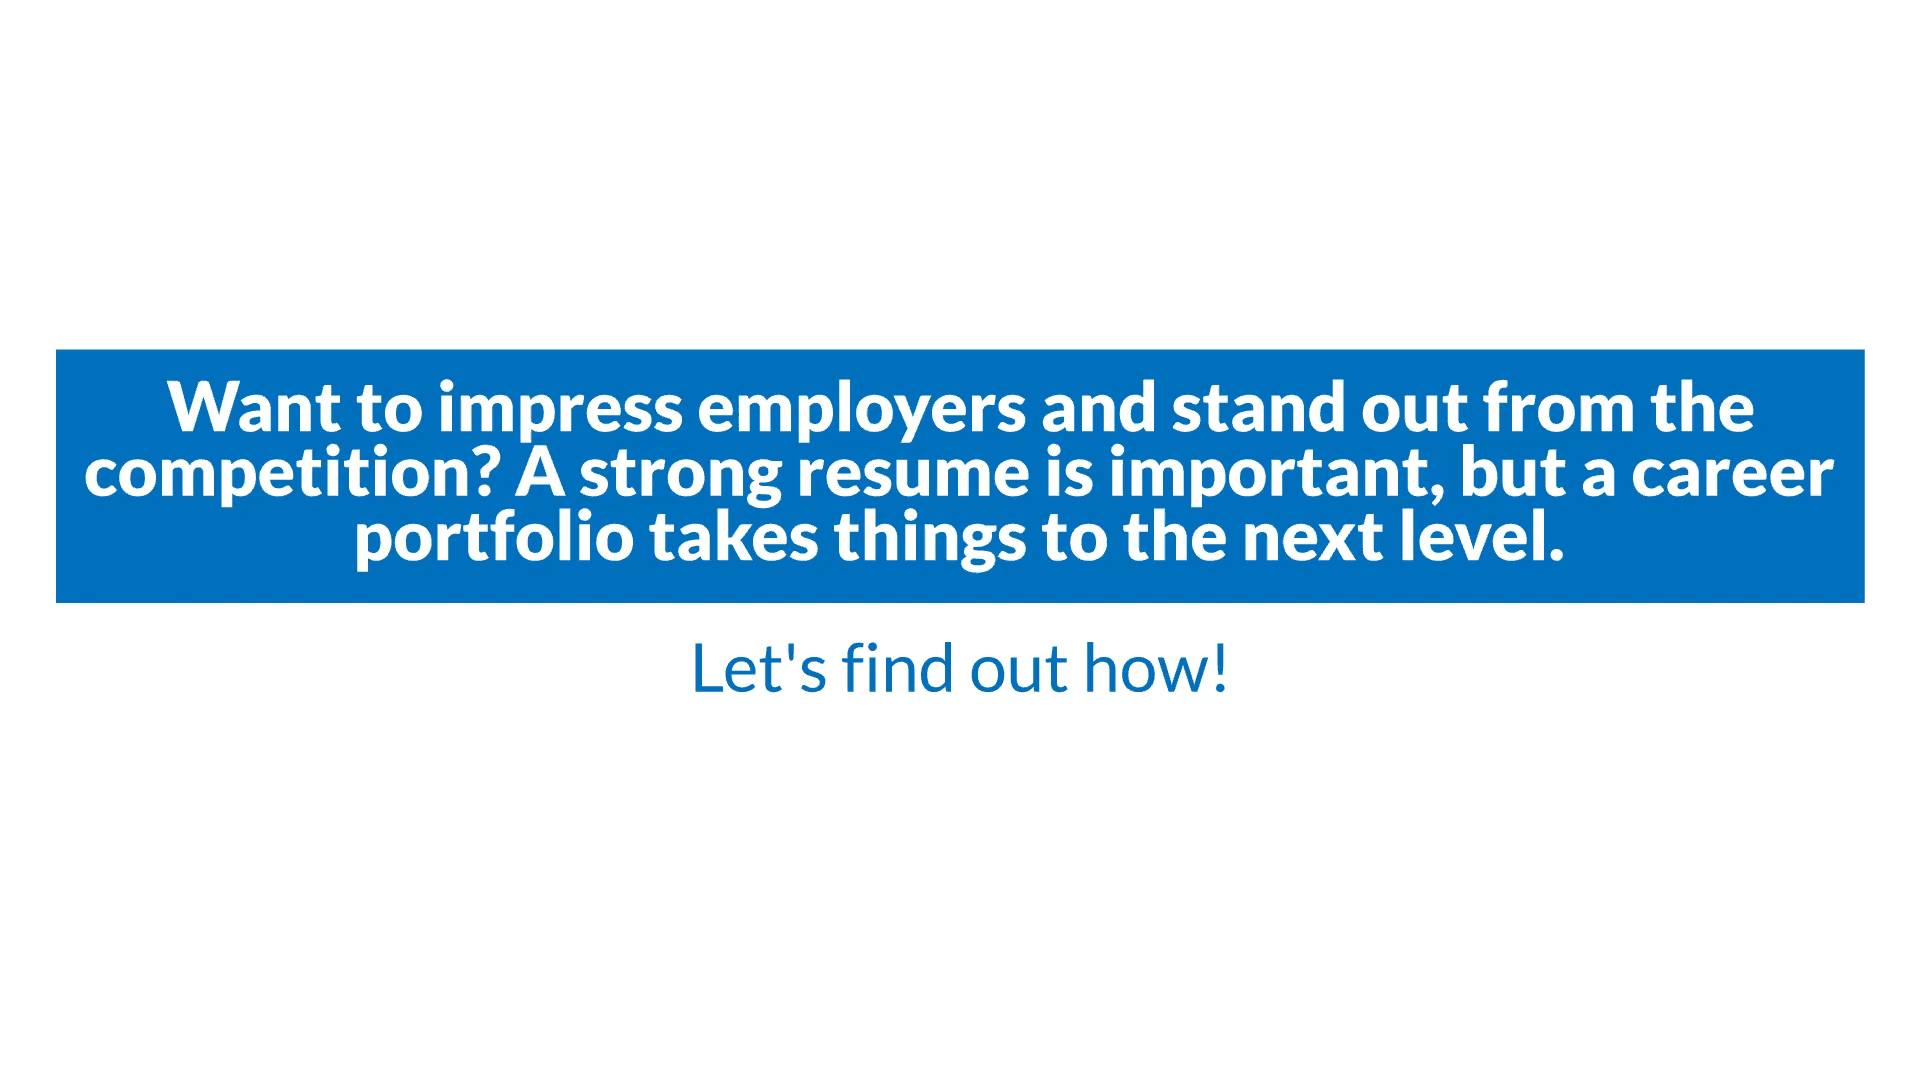 Want to impress employers and stand out from the
competition? A strong resume is important, but a career
portfolio takes things to the next level.
Let's find out how!